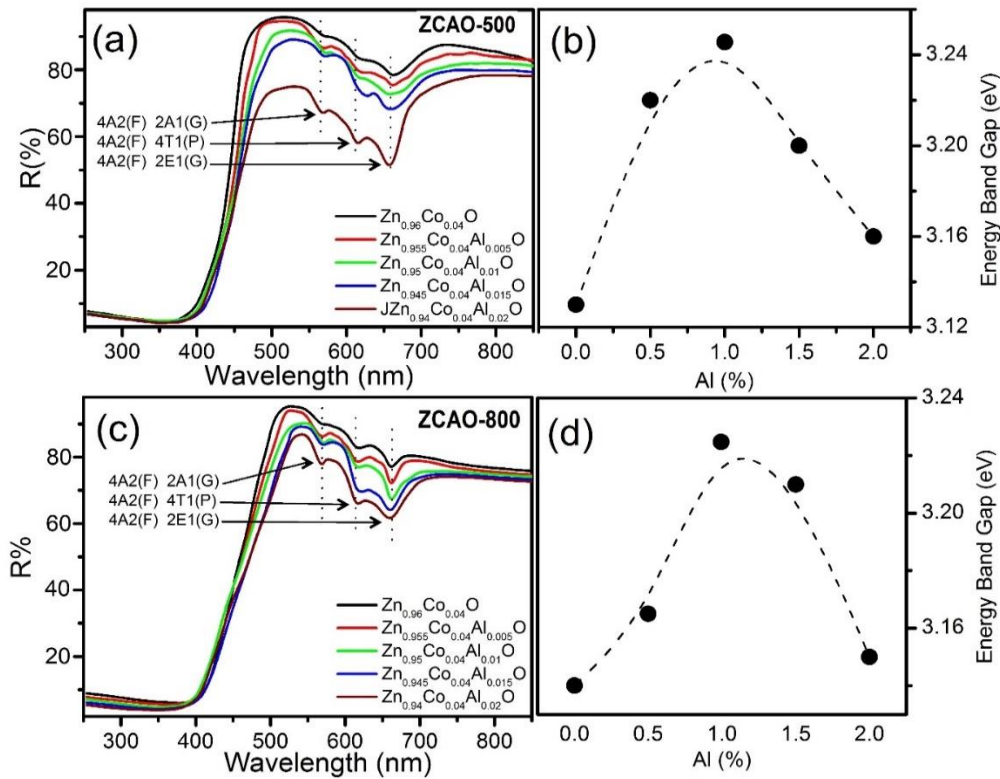 (a)
ZCAO-500
80
60
40
20
R(%)
4A2(F) 2A1(G)
4A2(F) 4T1(P)
4A2(F) 2E1(G)
Zn0.96Co0.04O
Zn0.955Co0.04Al0.005O
Zn0.95Co0.04Al0.01O
Zn0.945Co0.04Al0.015O
JZn0.94Co0.04Al0.02O
300 400 500 600 700 800
Wavelength (nm)
(b)
3.24
3.20
3.16
3.12
Energy Band Gap (eV)
0.0 0.5 1.0 1.5 2.0
Al (%)
(c)
ZCAO-800
80
60
40
20
R%
4A2(F) 2A1(G)
4A2(F) 4T1(P)
4A2(F) 2E1(G)
Zn0.96Co0.04O
Zn0.955Co0.04Al0.005O
Zn0.95Co0.04Al0.01O
Zn0.945Co0.04Al0.015O
Zn0.94Co0.04Al0.02O
300 400 500 600 700 800
Wavelength (nm)
(d)
3.24
3.20
3.16
Energy Band Gap (eV)
0.0 0.5 1.0 1.5 2.0
Al (%)